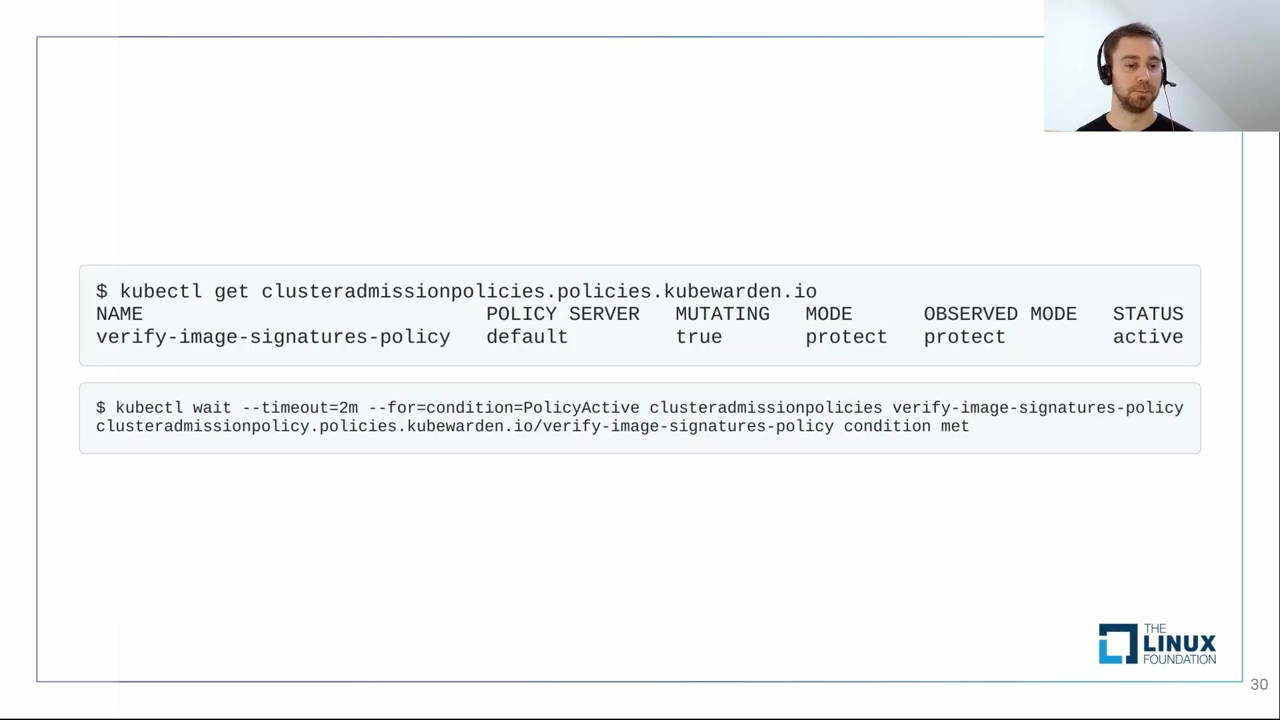 $ kubectl get clusteradmissionpolicies.policies.kubewarden.io
NAME POLICY SERVER MUTATING MODE OBSERVED MODE STATUS
verify-image-signatures-policy default true protect protect active
$ kubectl wait --timeout=2m --for=condition=PolicyActive clusteradmissionpolicies verify-image-signatures-policy
clusteradmissionpolicy.policies.kubewarden.io/verify-image-signatures-policy condition met
THE
LINUX
FOUNDATION
30